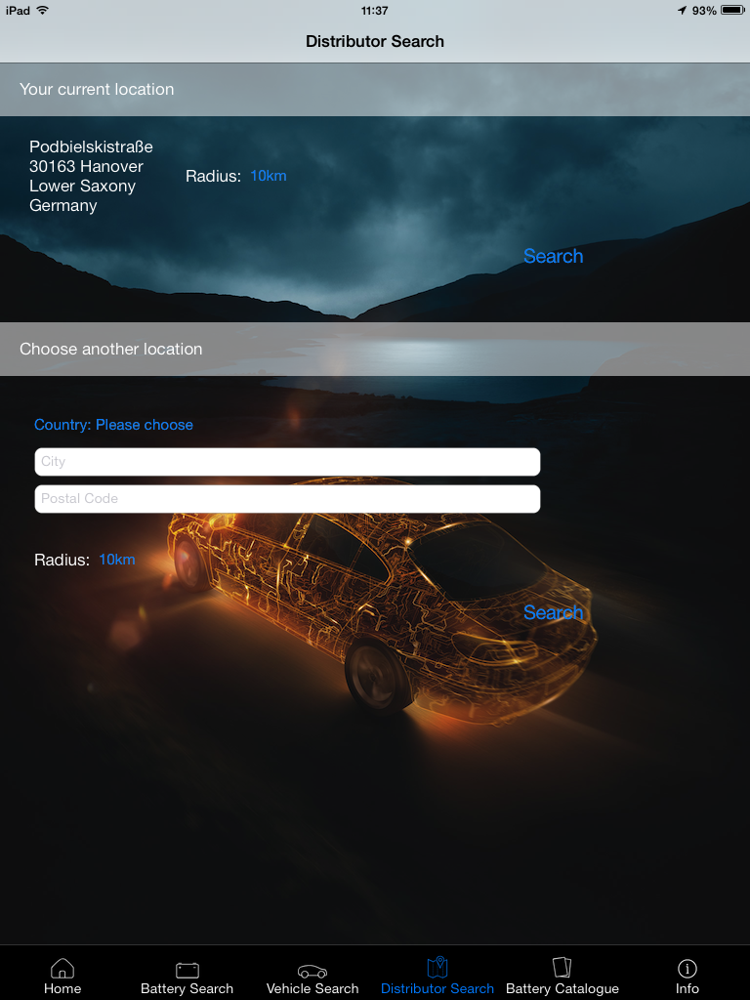 iPad 11:37 93%
Distributor Search
Your current location
Podbielskistraße
30163 Hanover
Lower Saxony
Germany
Radius: 10km
Search
Choose another location
Country: Please choose
City
Postal Code
Radius: 10km
Search
Home Battery Search Vehicle Search Distributor Search Battery Catalogue Info